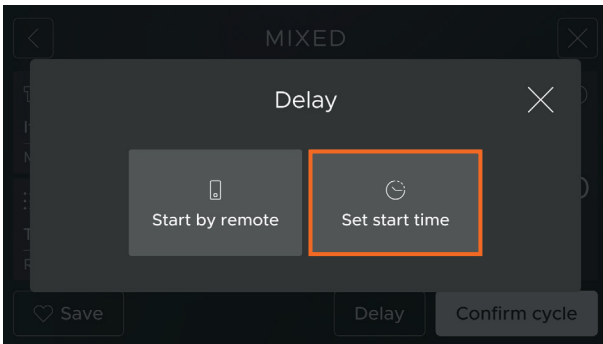 MIXED
Delay
Start by remote
Set start time
Save
Delay
Confirm cycle